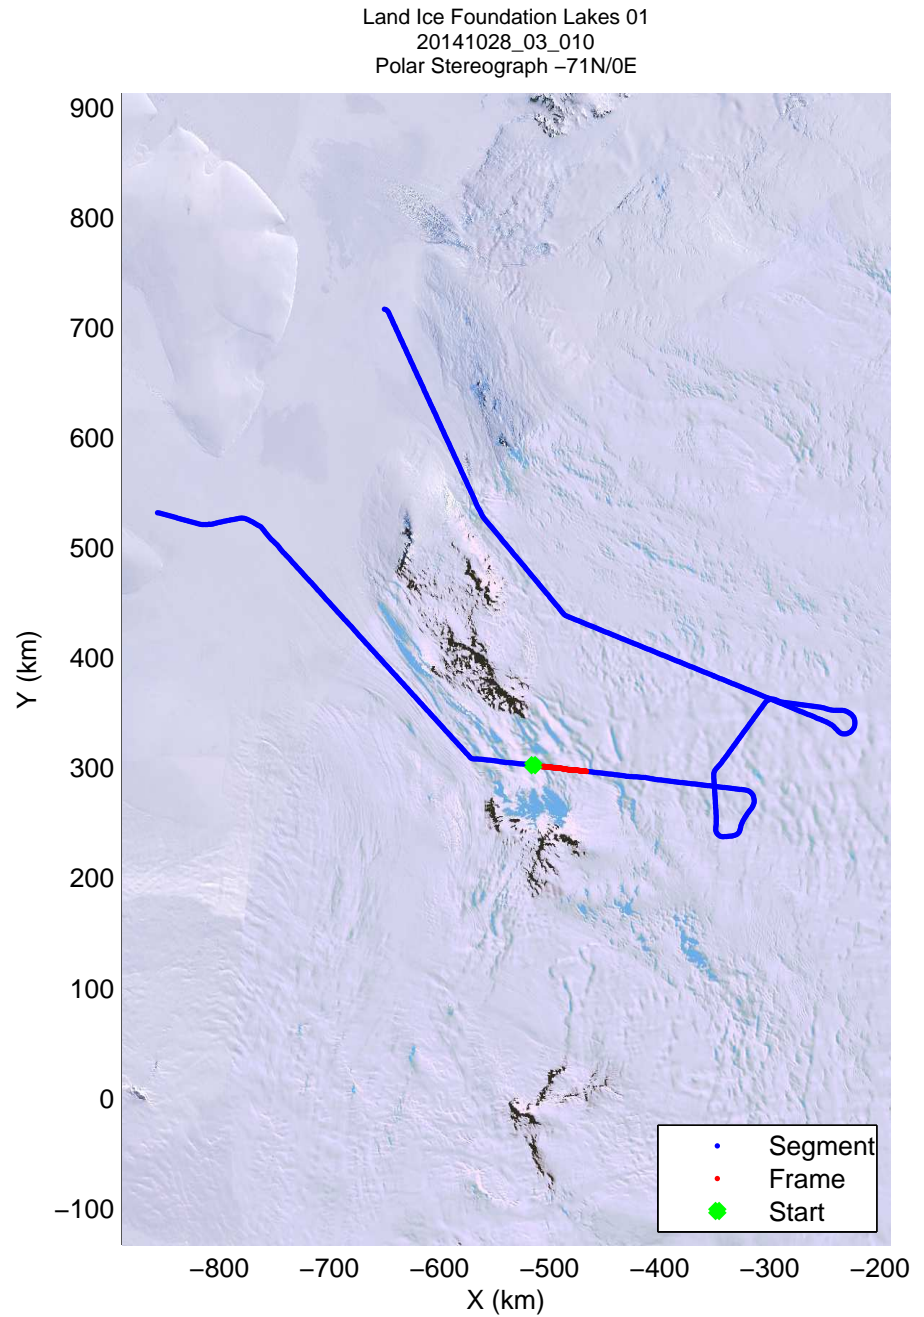 Land Ice Foundation Lakes 01
20141028_03_010
Polar Stereograph −71N/0E
900
800
700
600
500
400
300
200
100
0
−100
Y (km)
Segment
Frame
Start
−800 −700 −600 −500 −400 −300 −200
X (km)